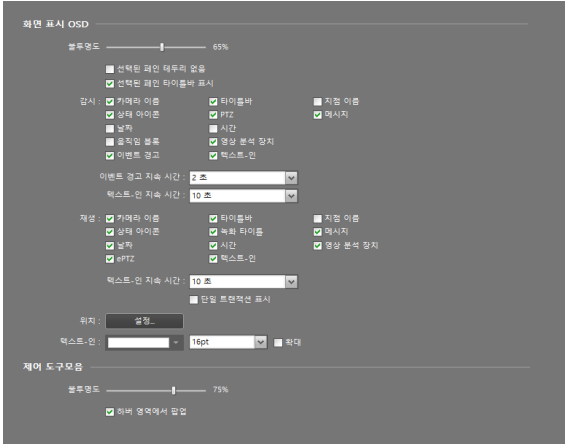 화면 표시 OSD
불투명도 65%
선택된 페인 테두리 없음
선택된 페인 타이틀바 표시
감시 : 카메라 이름 타이틀바 지점 이름
상태 아이콘 PTZ 메시지
날짜 시간
움직임 블록 영상 분석 장치
이벤트 경고 텍스트-인
이벤트 경고 지속 시간 : 2 초
텍스트-인 지속 시간 : 10 초
재생 : 카메라 이름 타이틀바 지점 이름
상태 아이콘 녹화 타이틀 메시지
날짜 시간 영상 분석 장치
ePTZ 텍스트-인
텍스트-인 지속 시간 : 10 초
단일 트랜잭션 표시
위치 : 설정...
텍스트-인 : 16pt 확대
제어 도구모음
불투명도 75%
하버 영역에서 팝업